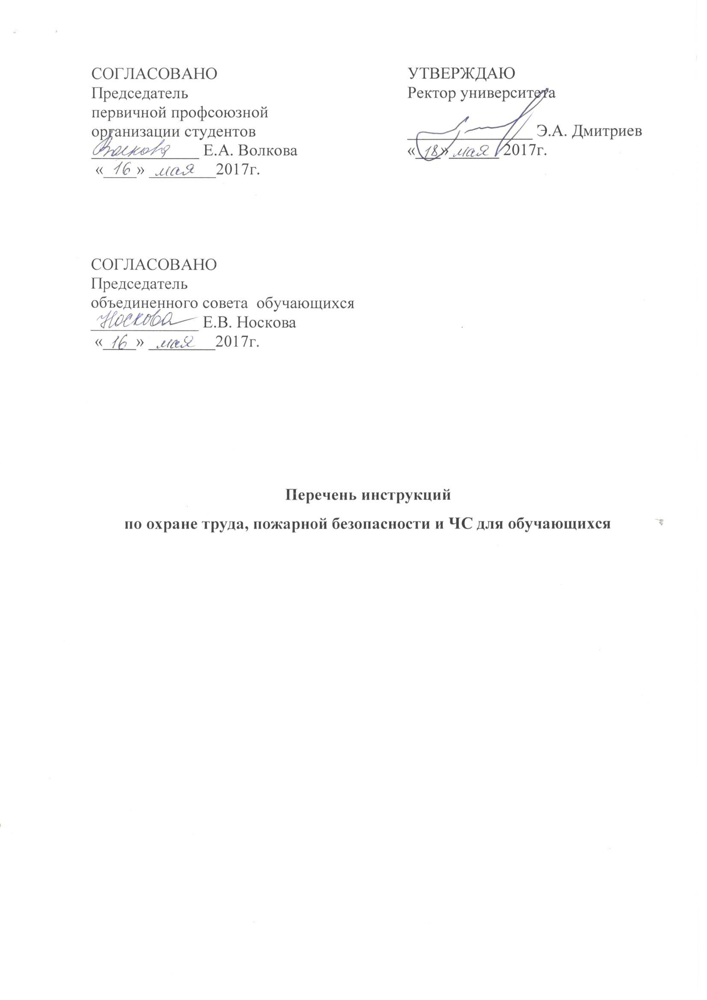 СОГЛАСОВАНО
Председатель
первичной профсоюзной
организации студентов
Волкова Е.А. Волкова
«16» мая 2017г.
УТВЕРЖДАЮ
Ректор университета
Э.А. Дмитриев
«18» мая 2017г.
СОГЛАСОВАНО
Председатель
объединенного совета обучающихся
Носкова Е.В. Носкова
«16» мая 2017г.
Перечень инструкций
по охране труда, пожарной безопасности и ЧС для обучающихся